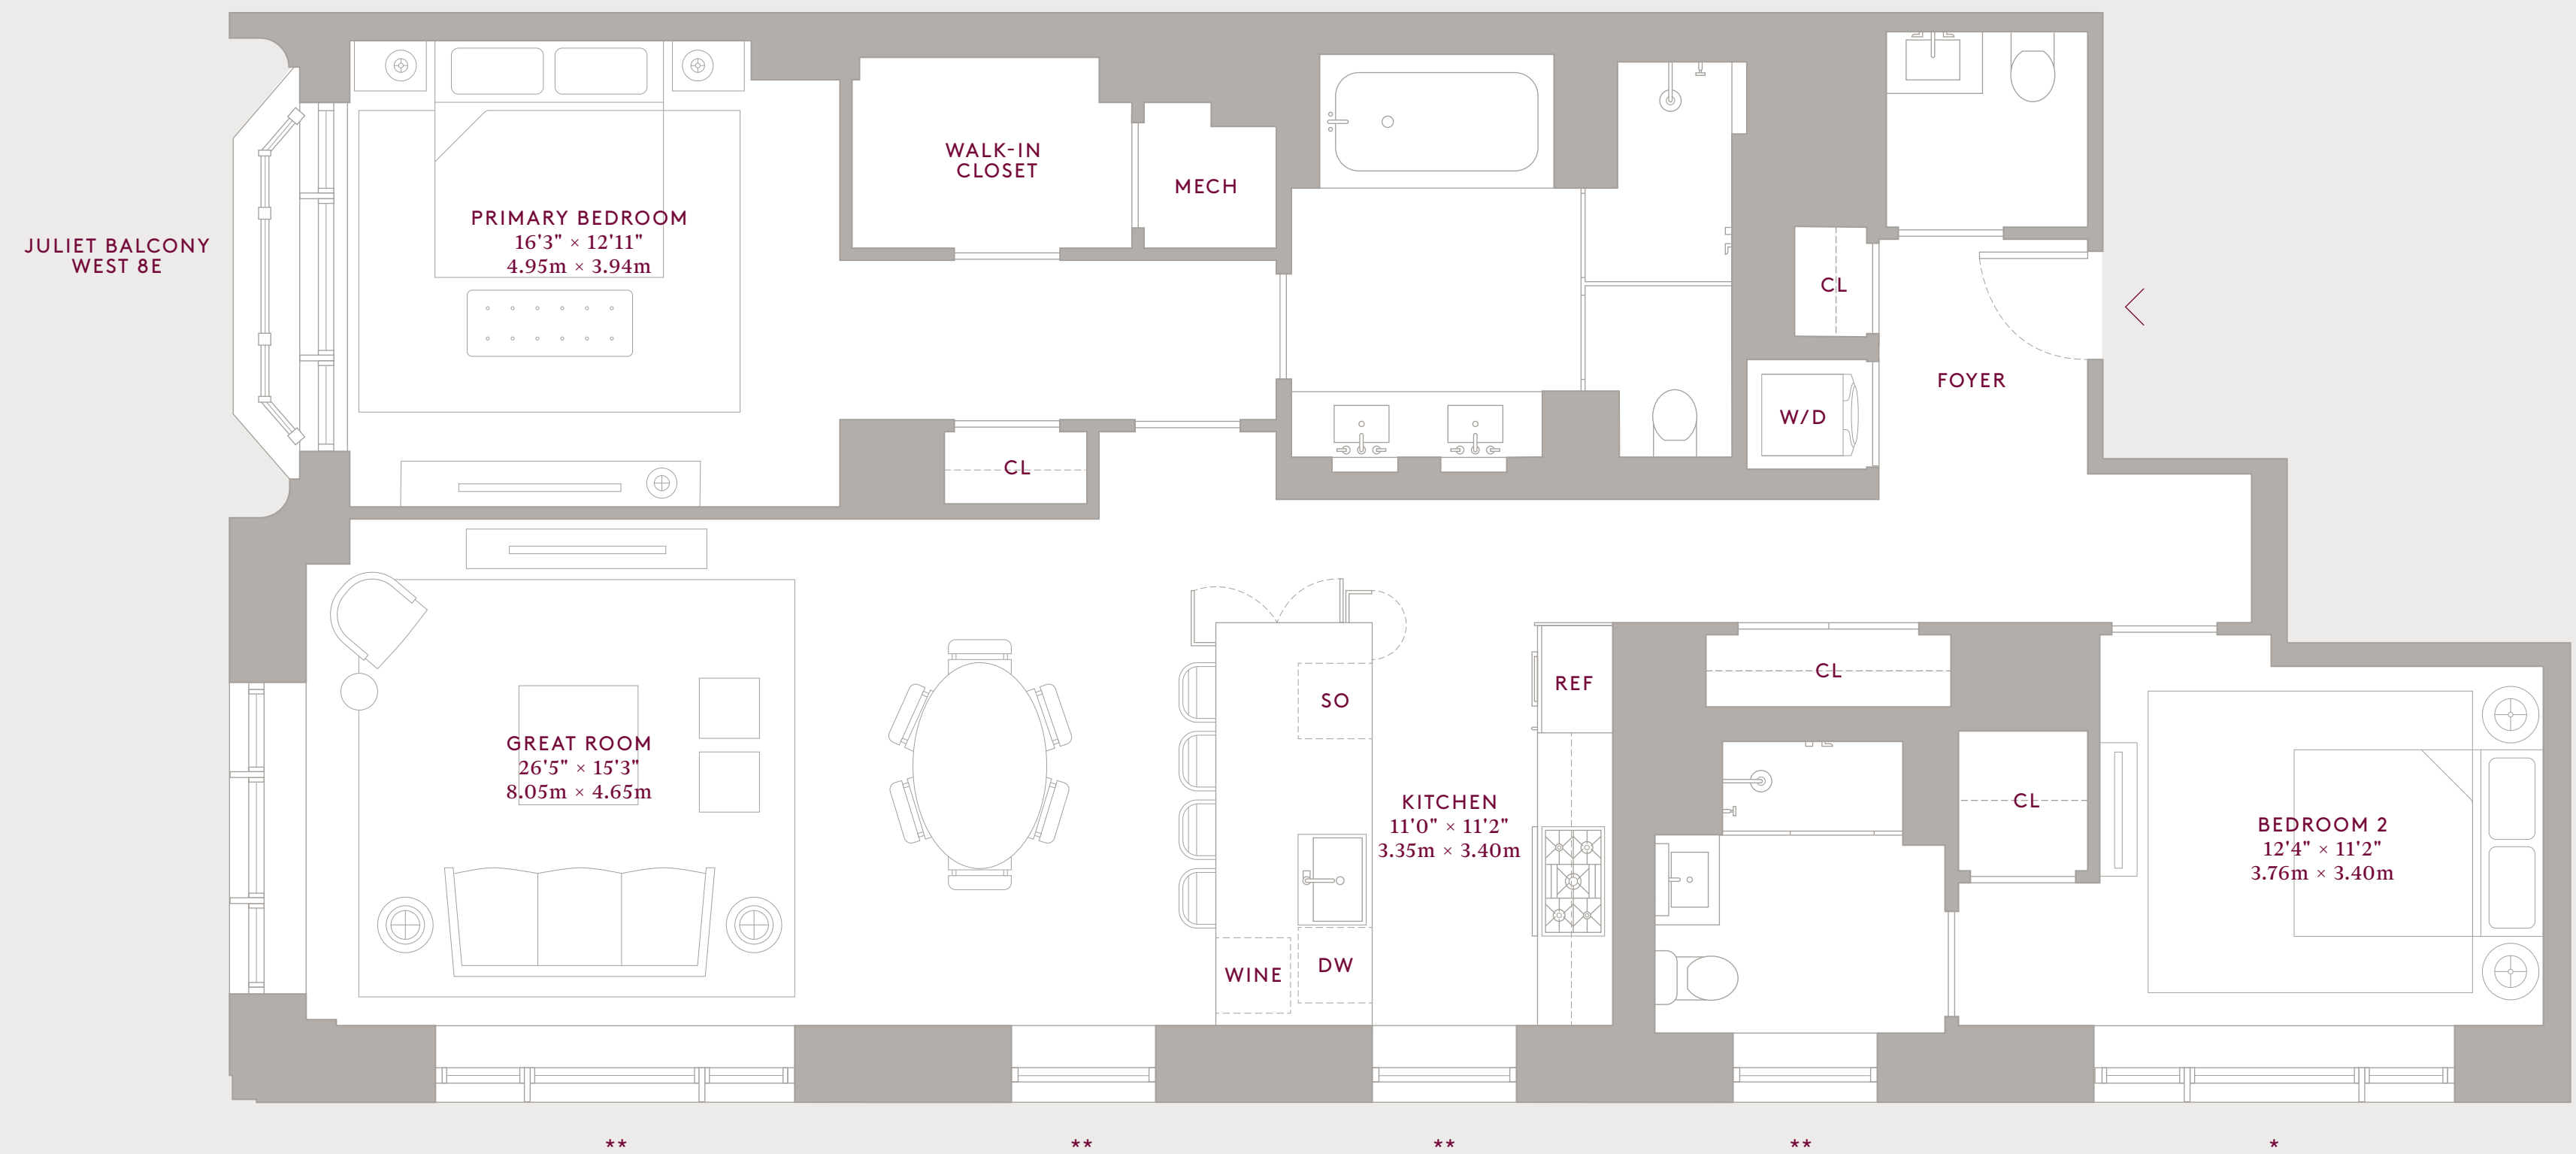 JULIET BALCONY
WEST 8E
PRIMARY BEDROOM
16'3" × 12'11"
4.95m × 3.94m
WALK-IN
CLOSET
MECH
CL
W/D
FOYER
CL
GREAT ROOM
26'5" × 15'3"
8.05m × 4.65m
SO
WINE
DW
KITCHEN
11'0" × 11'2"
3.35m × 3.40m
REF
CL
CL
BEDROOM 2
12'4" × 11'2"
3.76m × 3.40m
**
**
**
**
*